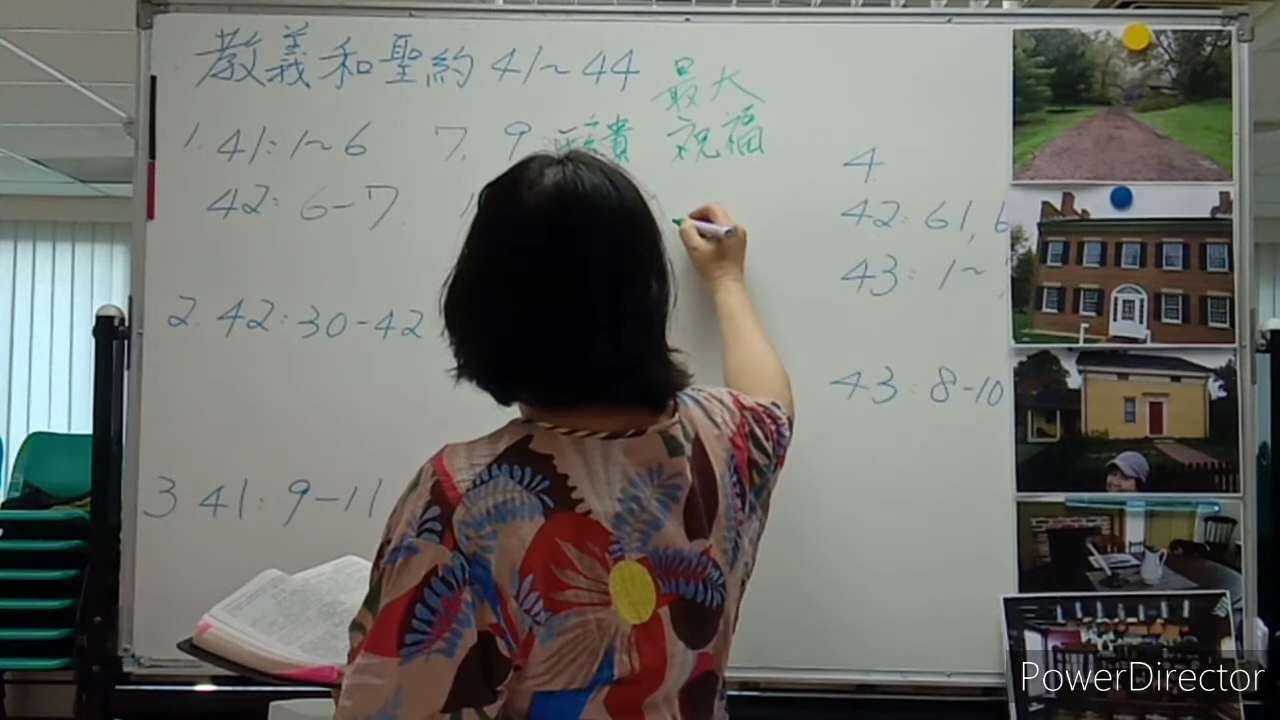 教義和聖約 41~44
最大
祝福
責
1. 41:1~6
7, 9
42: 6-7
2. 42:30-42
3 41: 9-11
4
42: 61, 6
43: 1~
43: 8-10
PowerDirector